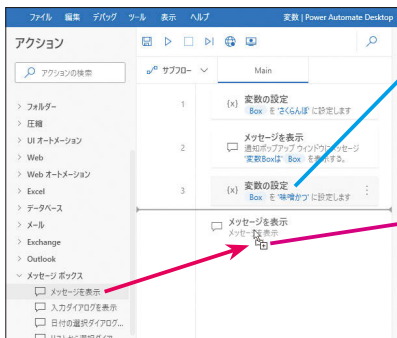 ファイル 編集 デバッグ ツール 表示 ヘルプ 変数 | Power Automate Desktop
アクション
アクションの検索
サブフロー Main
フォルダー
圧縮
UI オートメーション
Web
Web オートメーション
Excel
データベース
メール
Exchange
Outlook
メッセージ ボックス
メッセージを表示
入力ダイアログを表示
日付の選択ダイアログ...
リストから選択ダイア...
1 {x} 変数の設定
Box を 'さくらんぼ' に設定します
2 メッセージを表示
通知ポップアップ ウィンドウにメッセージ
'変数Boxは' Box を表示する。
3 {x} 変数の設定
Box を '味噌かつ' に設定します
メッセージを表示
メッセージを表示